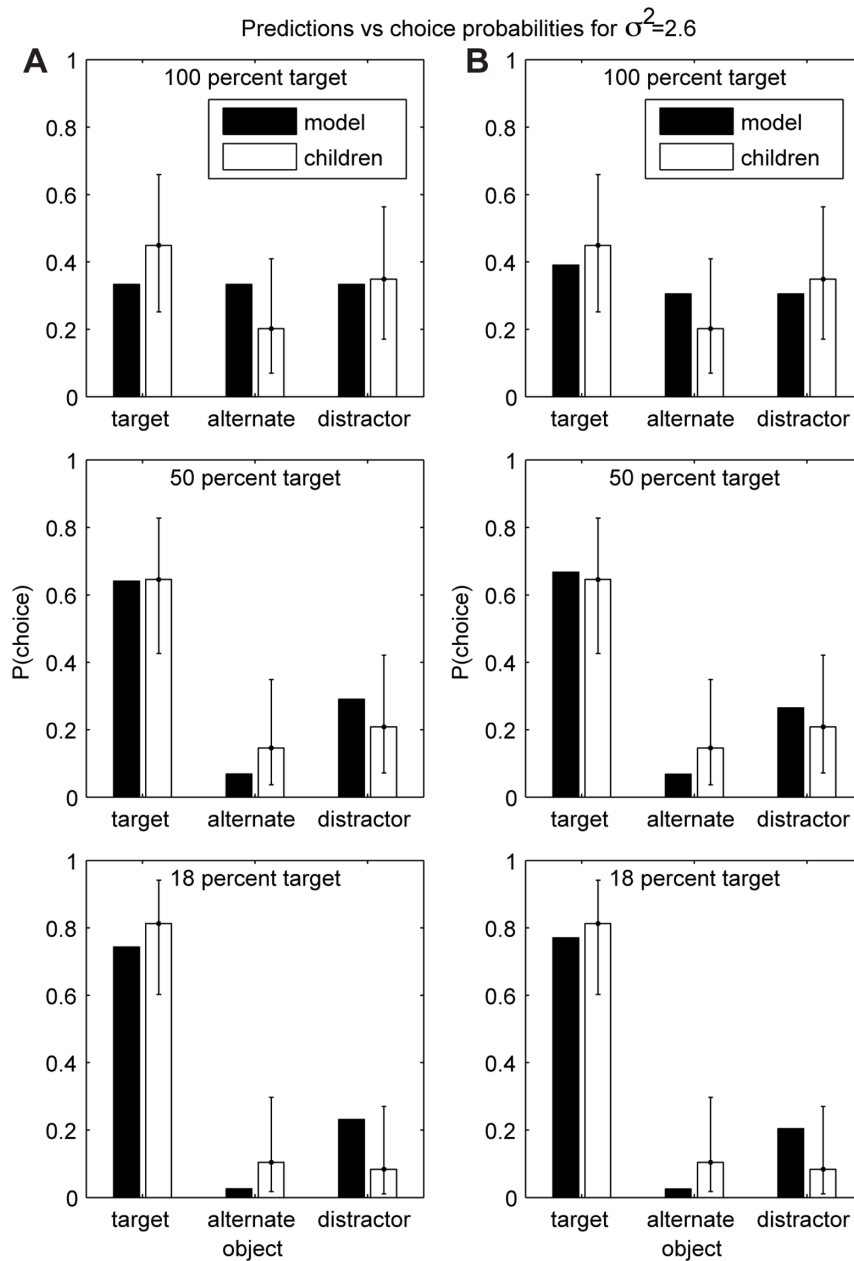 Predictions vs choice probabilities for σ²=2.6
A
100 percent target
model
children
1
0.8
0.6
0.4
0.2
0
target alternate distractor
50 percent target
1
0.8
0.6
0.4
0.2
0
P(choice)
target alternate distractor
18 percent target
1
0.8
0.6
0.4
0.2
0
target alternate distractor
object
B
100 percent target
model
children
1
0.8
0.6
0.4
0.2
0
target alternate distractor
50 percent target
1
0.8
0.6
0.4
0.2
0
P(choice)
target alternate distractor
18 percent target
1
0.8
0.6
0.4
0.2
0
target alternate distractor
object